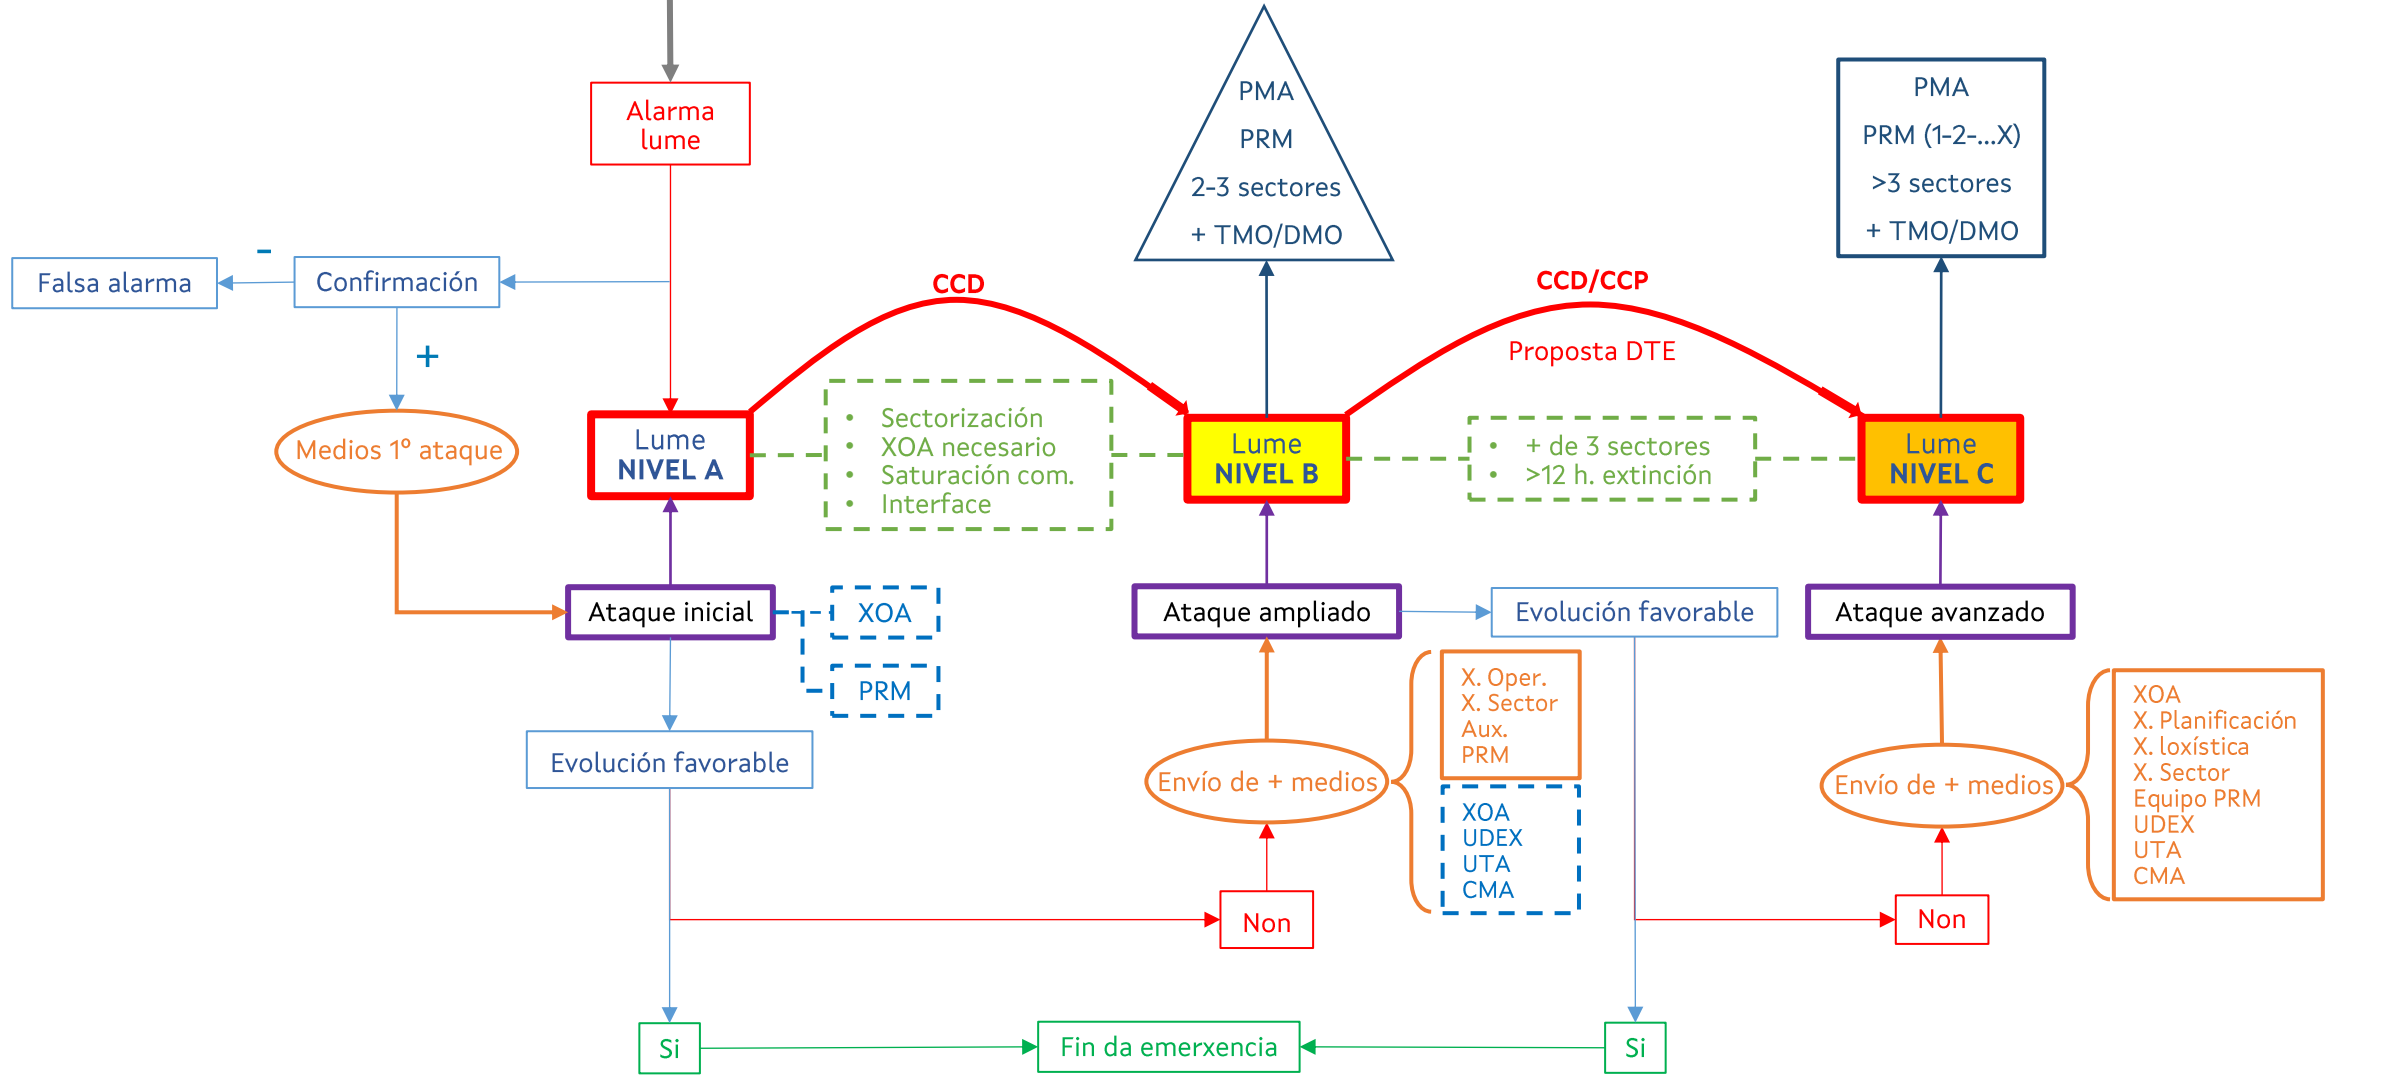 Alarma
lume
-
Falsa alarma
Confirmación
+
Medios 1º ataque
CCD
Lume
NIVEL A
• Sectorización
• XOA necesario
• Saturación com.
• Interface
PMA
PRM
2-3 sectores
+ TMO/DMO
CCD/CCP
Proposta DTE
Lume
NIVEL B
• + de 3 sectores
• >12 h. extinción
PMA
PRM (1-2-...X)
>3 sectores
+ TMO/DMO
Lume
NIVEL C
Ataque inicial
XOA
PRM
Evolución favorable
Ataque ampliado
Evolución favorable
Ataque avanzado
Envío de + medios
X. Oper.
X. Sector
Aux.
PRM
XOA
UDEX
UTA
CMA
Envío de + medios
XOA
X. Planificación
X. loxística
X. Sector
Equipo PRM
UDEX
UTA
CMA
Non
Non
Si
Fin da emerxencia
Si